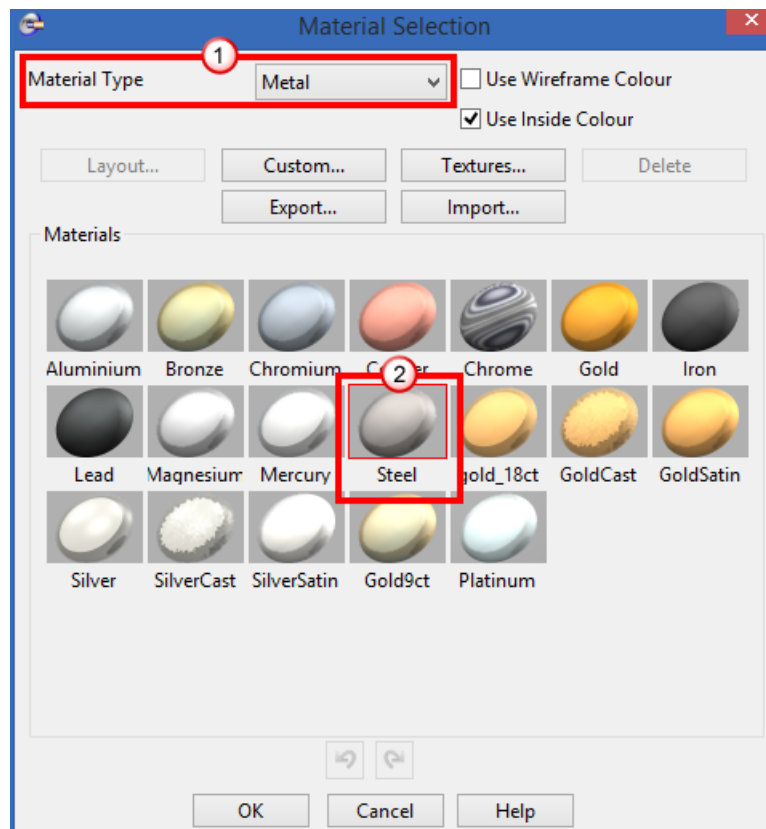 Material Selection
1
Material Type Metal Use Wireframe Colour
Use Inside Colour
Layout... Custom... Textures... Delete
Export... Import...
Materials
Aluminium Bronze Chromium Chrome Gold Iron
2
Lead Magnesium Mercury Steel gold_18ct GoldCast GoldSatin
Silver SilverCast SilverSatin Gold9ct Platinum
OK Cancel Help